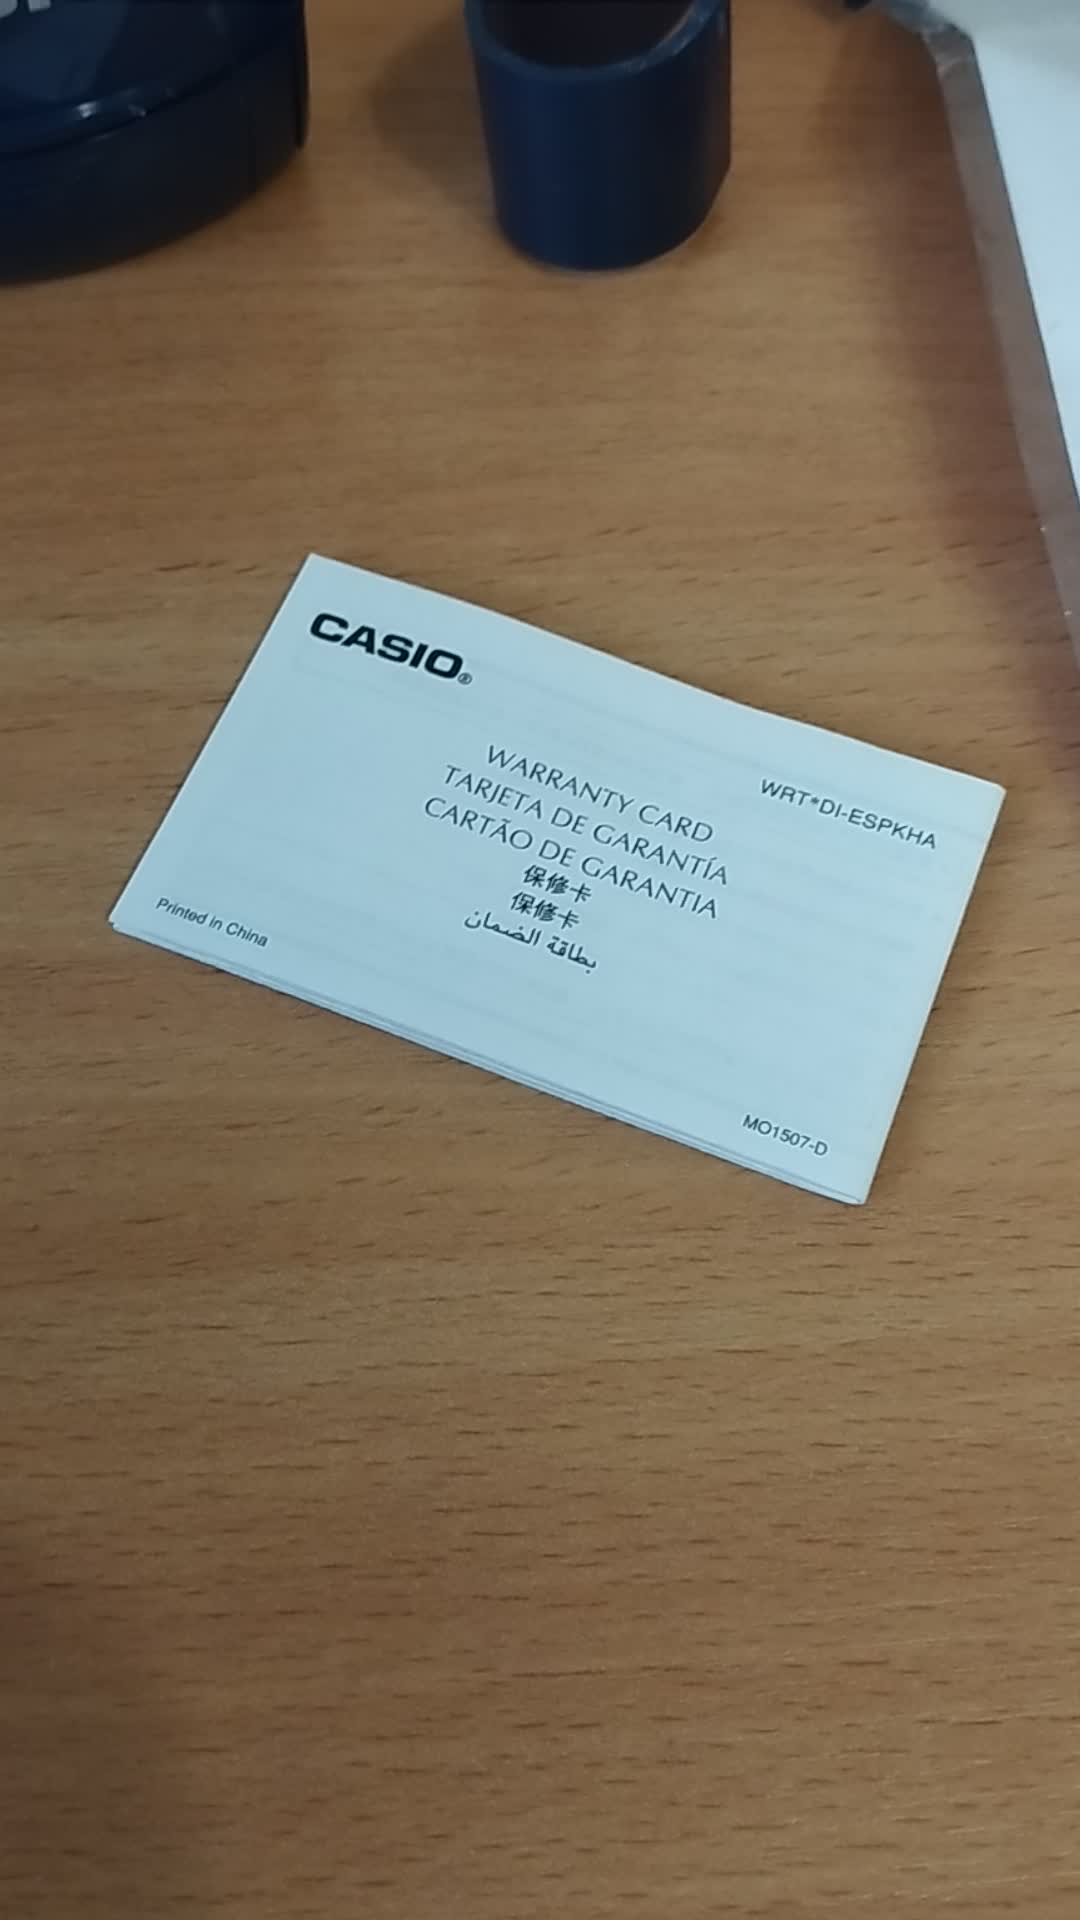 CASIO®
WRT*DI-ESPKHA
WARRANTY CARD
TARJETA DE GARANTÍA
CARTÃO DE GARANTIA
保修卡
保修卡
بطاقة الضمان
Printed in China
MO1507-D